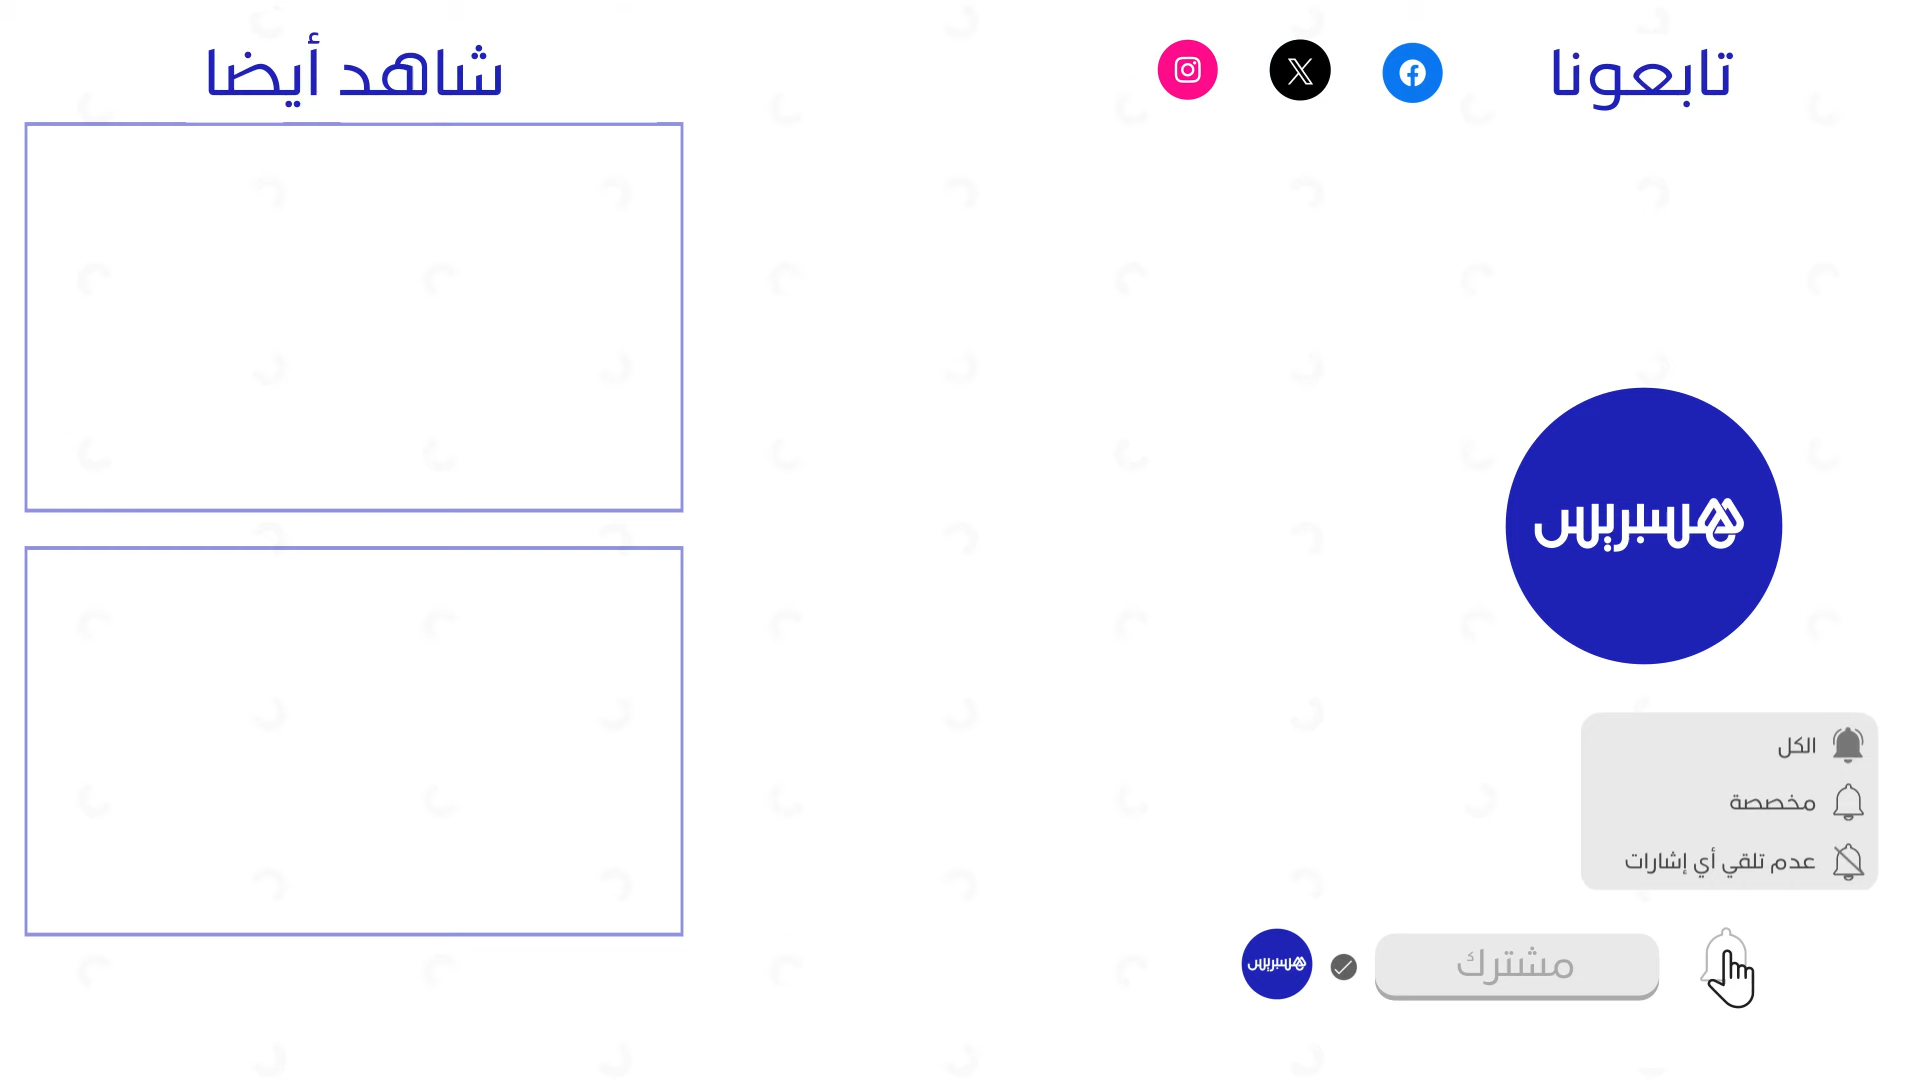 تابعونا
شاهد أيضا
هسبريس
الكل
مخصصة
عدم تلقي أي إشارات
مشترك
هسبريس